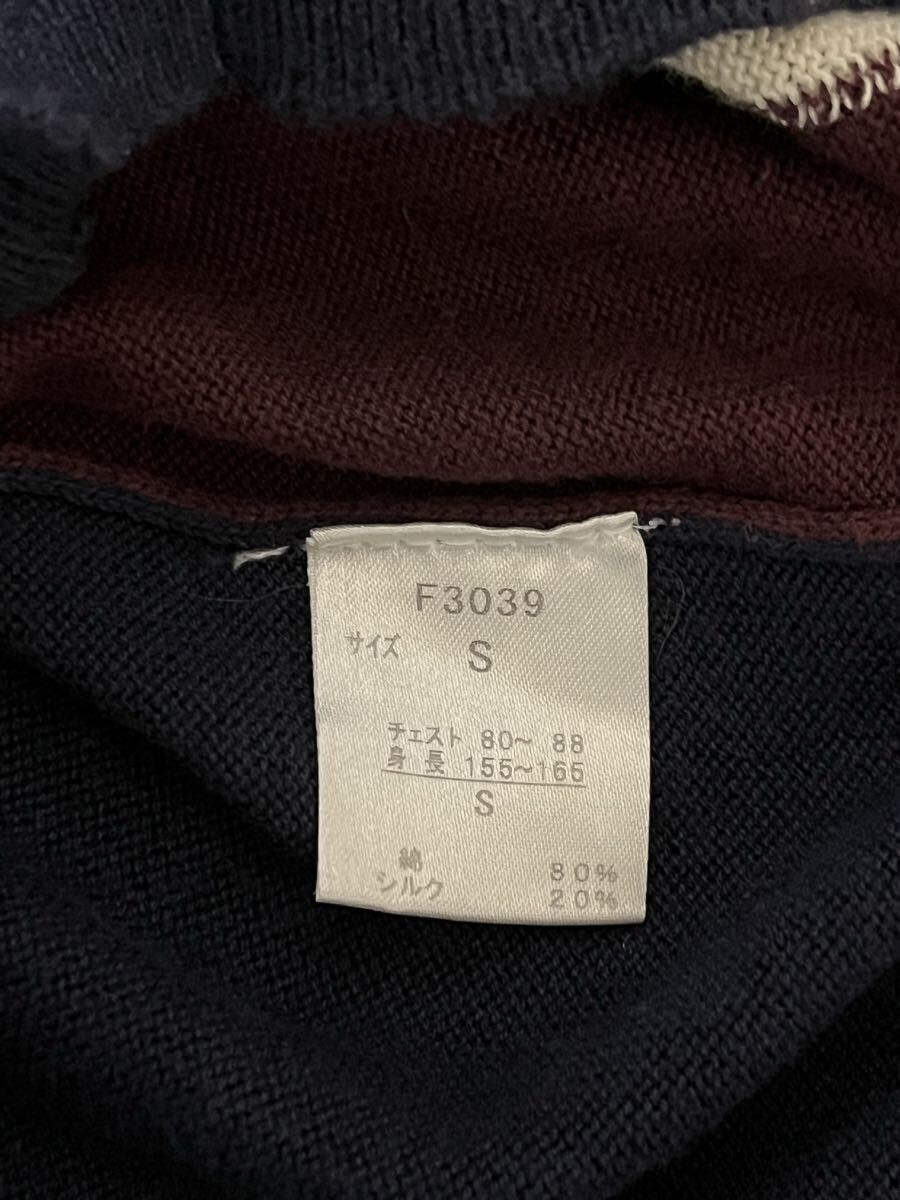 F3039
サイズ S
チェスト 80～ 88
身 長 155～165
S
綿 80%
シルク 20%